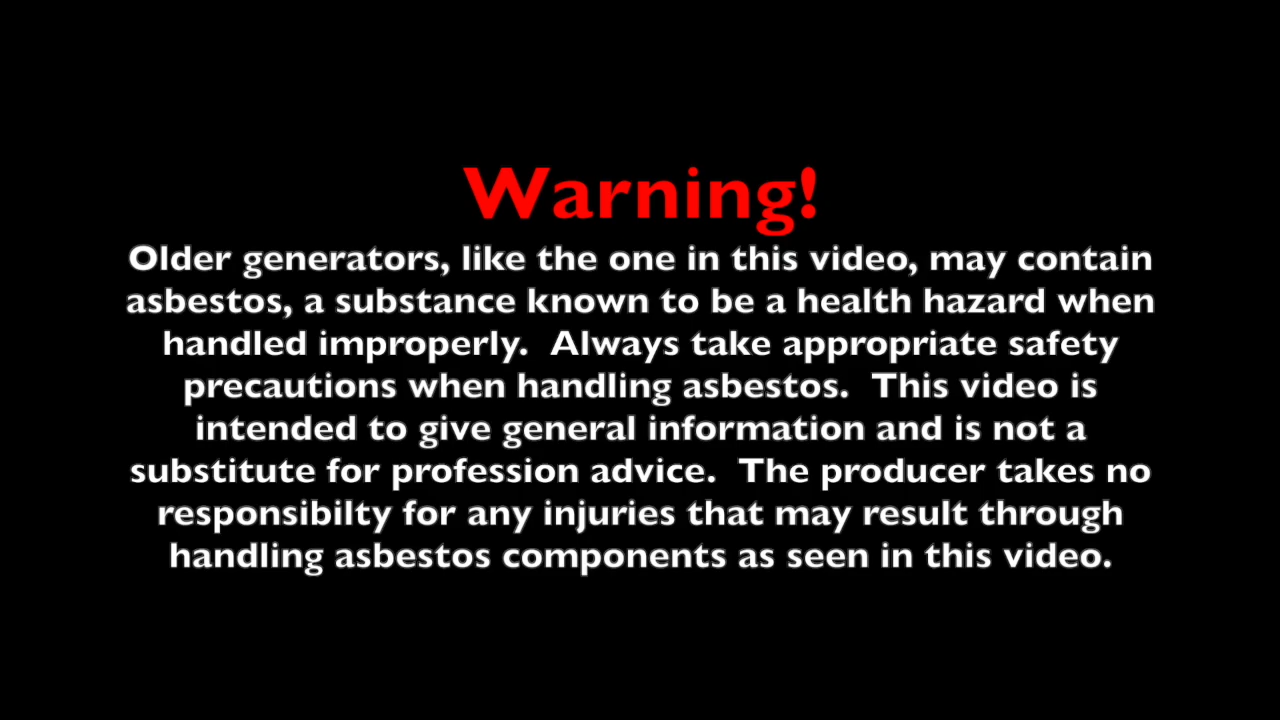 Warning!
Older generators, like the one in this video, may contain
asbestos, a substance known to be a health hazard when
handled improperly.  Always take appropriate safety
precautions when handling asbestos.  This video is
intended to give general information and is not a
substitute for profession advice.  The producer takes no
responsibilty for any injuries that may result through
handling asbestos components as seen in this video.